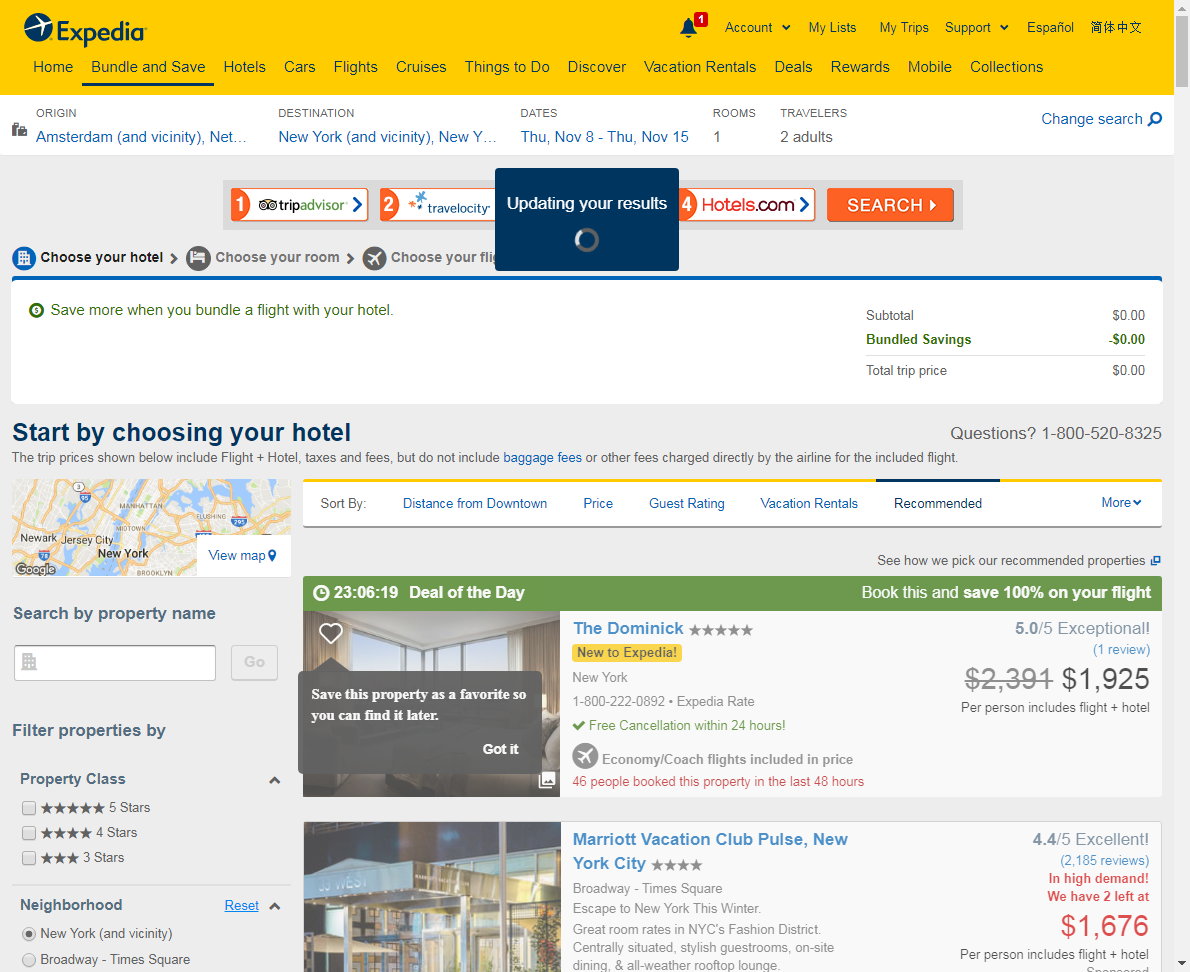 Expedia
1
Account
My Lists
My Trips
Support
Español
简体中文
Home
Bundle and Save
Hotels
Cars
Flights
Cruises
Things to Do
Discover
Vacation Rentals
Deals
Rewards
Mobile
Collections
ORIGIN
Amsterdam (and vicinity), Net...
DESTINATION
New York (and vicinity), New Y...
DATES
Thu, Nov 8 - Thu, Nov 15
ROOMS
1
TRAVELERS
2 adults
Change search
1 tripadvisor
2 travelocity
4 Hotels.com
SEARCH
Updating your results
Choose your hotel
Choose your room
Choose your flig
Save more when you bundle a flight with your hotel.
Subtotal $0.00
Bundled Savings -$0.00
Total trip price $0.00
Start by choosing your hotel
Questions? 1-800-520-8325
The trip prices shown below include Flight + Hotel, taxes and fees, but do not include baggage fees or other fees charged directly by the airline for the included flight.
3
95
MANHATTAN
FLUSHING
295
MIDTOWN
Newark
Jersey City
New York
78
BROOKLYN
Google
View map
Sort By:
Distance from Downtown
Price
Guest Rating
Vacation Rentals
Recommended
More
See how we pick our recommended properties
Search by property name
Go
Filter properties by
Property Class
5 Stars
4 Stars
3 Stars
Neighborhood
Reset
New York (and vicinity)
Broadway - Times Square
23:06:19 Deal of the Day
Book this and save 100% on your flight
Save this property as a favorite so
you can find it later.
Got it
The Dominick
New to Expedia!
New York
1-800-222-0892 • Expedia Rate
Free Cancellation within 24 hours!
Economy/Coach flights included in price
46 people booked this property in the last 48 hours
5.0/5 Exceptional!
(1 review)
$2,391 $1,925
Per person includes flight + hotel
Marriott Vacation Club Pulse, New
York City
Broadway - Times Square
Escape to New York This Winter.
Great room rates in NYC's Fashion District.
Centrally situated, stylish guestrooms, on-site
dining, & all-weather rooftop lounge.
4.4/5 Excellent!
(2,185 reviews)
In high demand!
We have 2 left at
$1,676
Per person includes flight + hotel
Sponsored